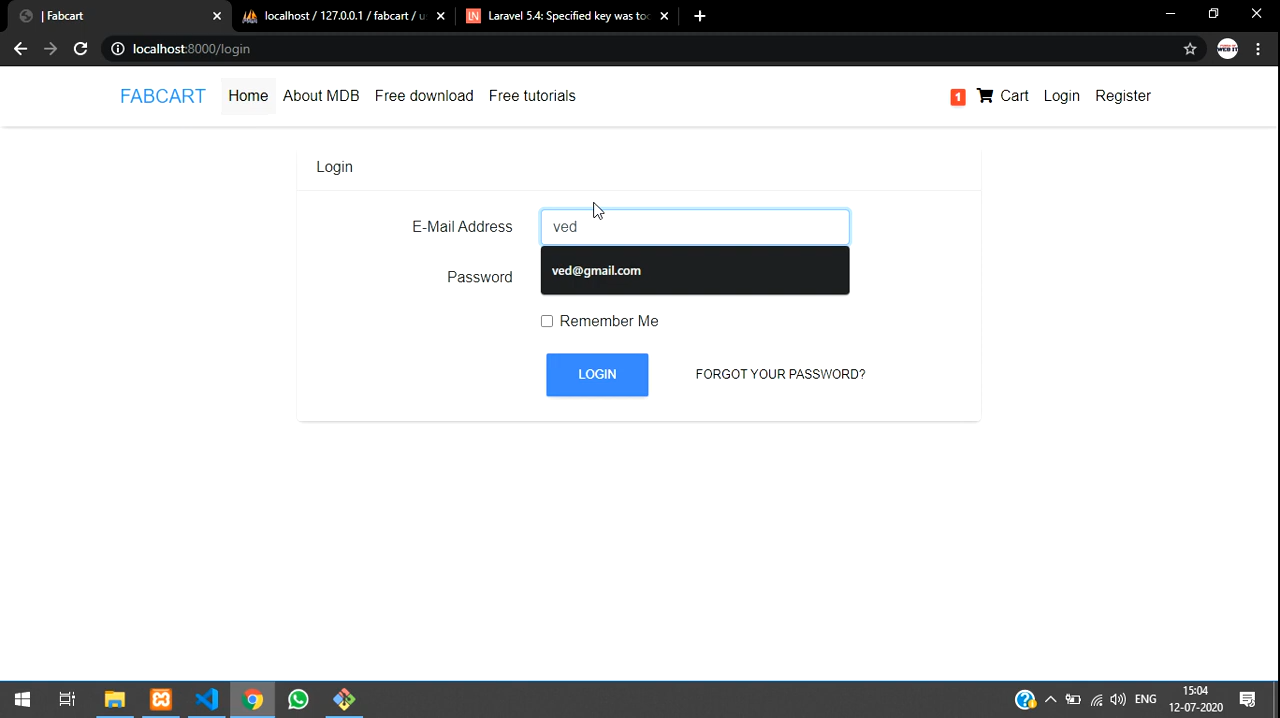 | Fabcart
localhost / 127.0.0.1 / fabcart / u
Laravel 5.4: Specified key was too
localhost:8000/login
FABCART
Home
About MDB
Free download
Free tutorials
1
Cart
Login
Register
Login
E-Mail Address
ved
Password
ved@gmail.com
Remember Me
LOGIN
FORGOT YOUR PASSWORD?
ENG
15:04
12-07-2020